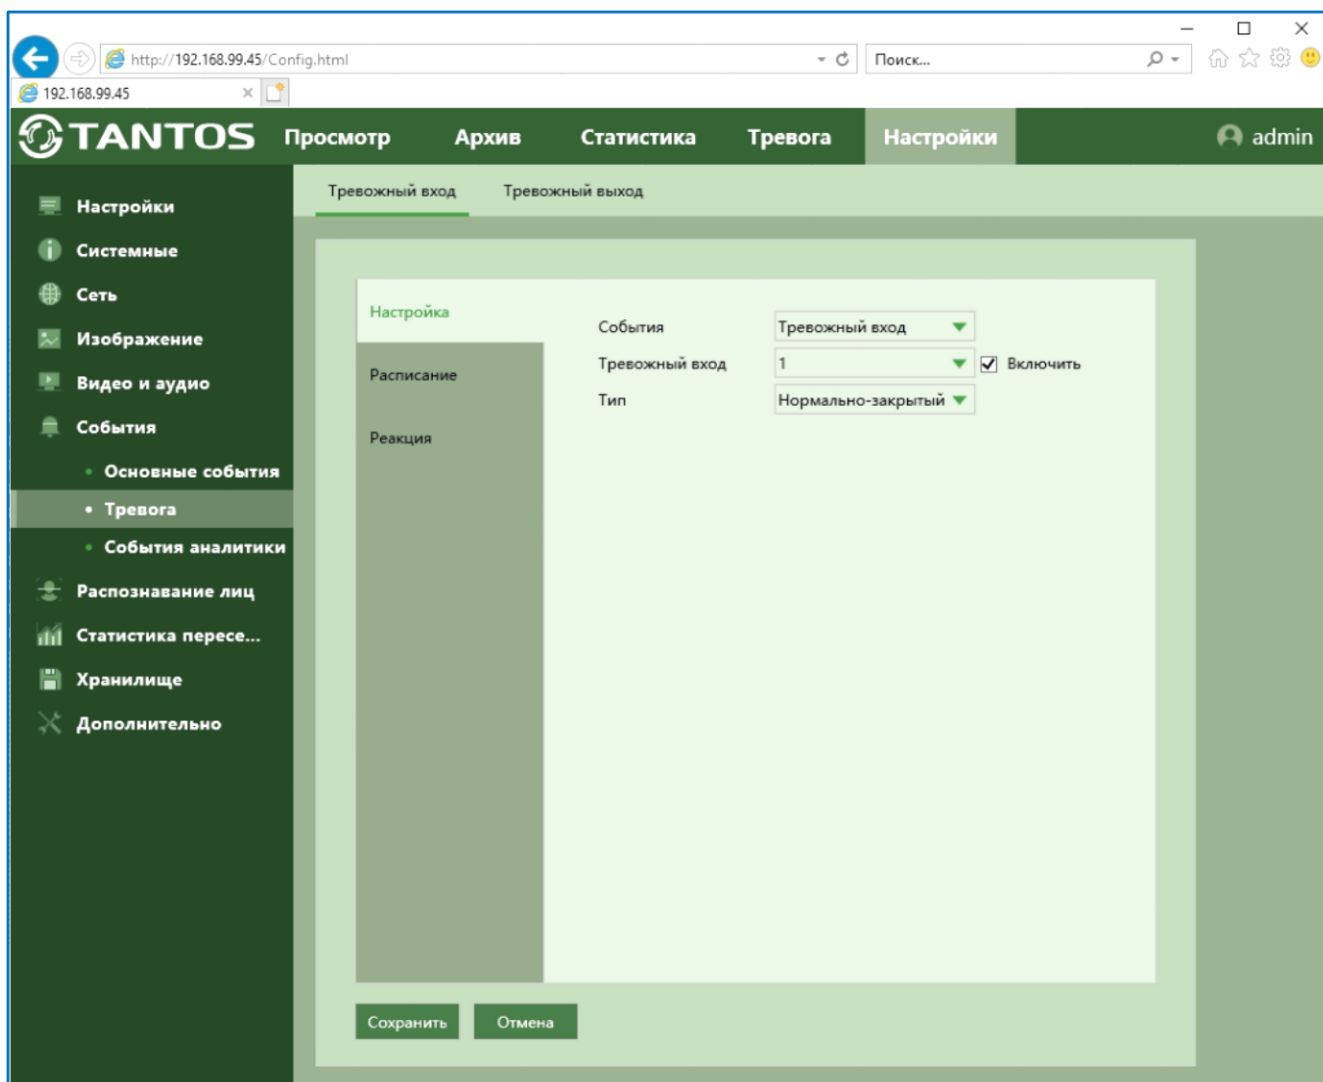 http://192.168.99.45/Config.html
Поиск...
192.168.99.45
TANTOS Просмотр Архив Статистика Тревога Настройки admin
Тревожный вход Тревожный выход
Настройки
Системные
Сеть
Изображение
Видео и аудио
События
Основные события
Тревога
События аналитики
Распознавание лиц
Статистика пересе...
Хранилище
Дополнительно
Настройка
Расписание
Реакция
События Тревожный вход
Тревожный вход 1 Включить
Тип Нормально-закрытый
Сохранить Отмена